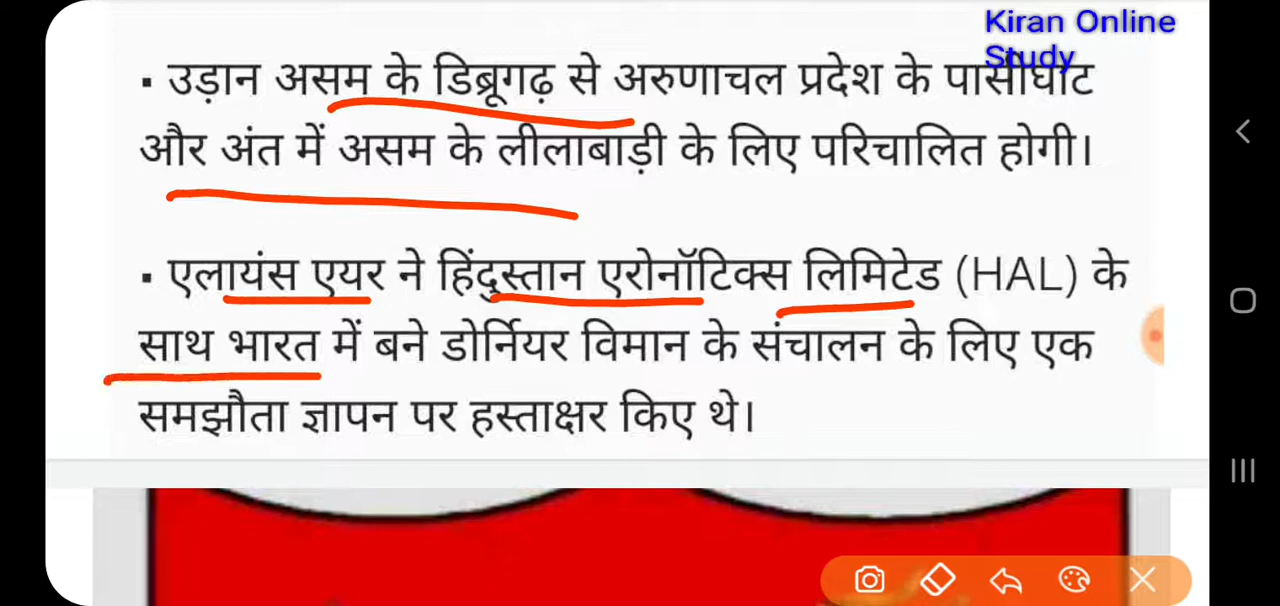 Kiran Online
Study
▪ उड़ान असम के डिब्रूगढ़ से अरुणाचल प्रदेश के पासीघाट
और अंत में असम के लीलाबाड़ी के लिए परिचालित होगी।
▪ एलायंस एयर ने हिंदुस्तान एरोनॉटिक्स लिमिटेड (HAL) के
साथ भारत में बने डोर्नियर विमान के संचालन के लिए एक
समझौता ज्ञापन पर हस्ताक्षर किए थे।